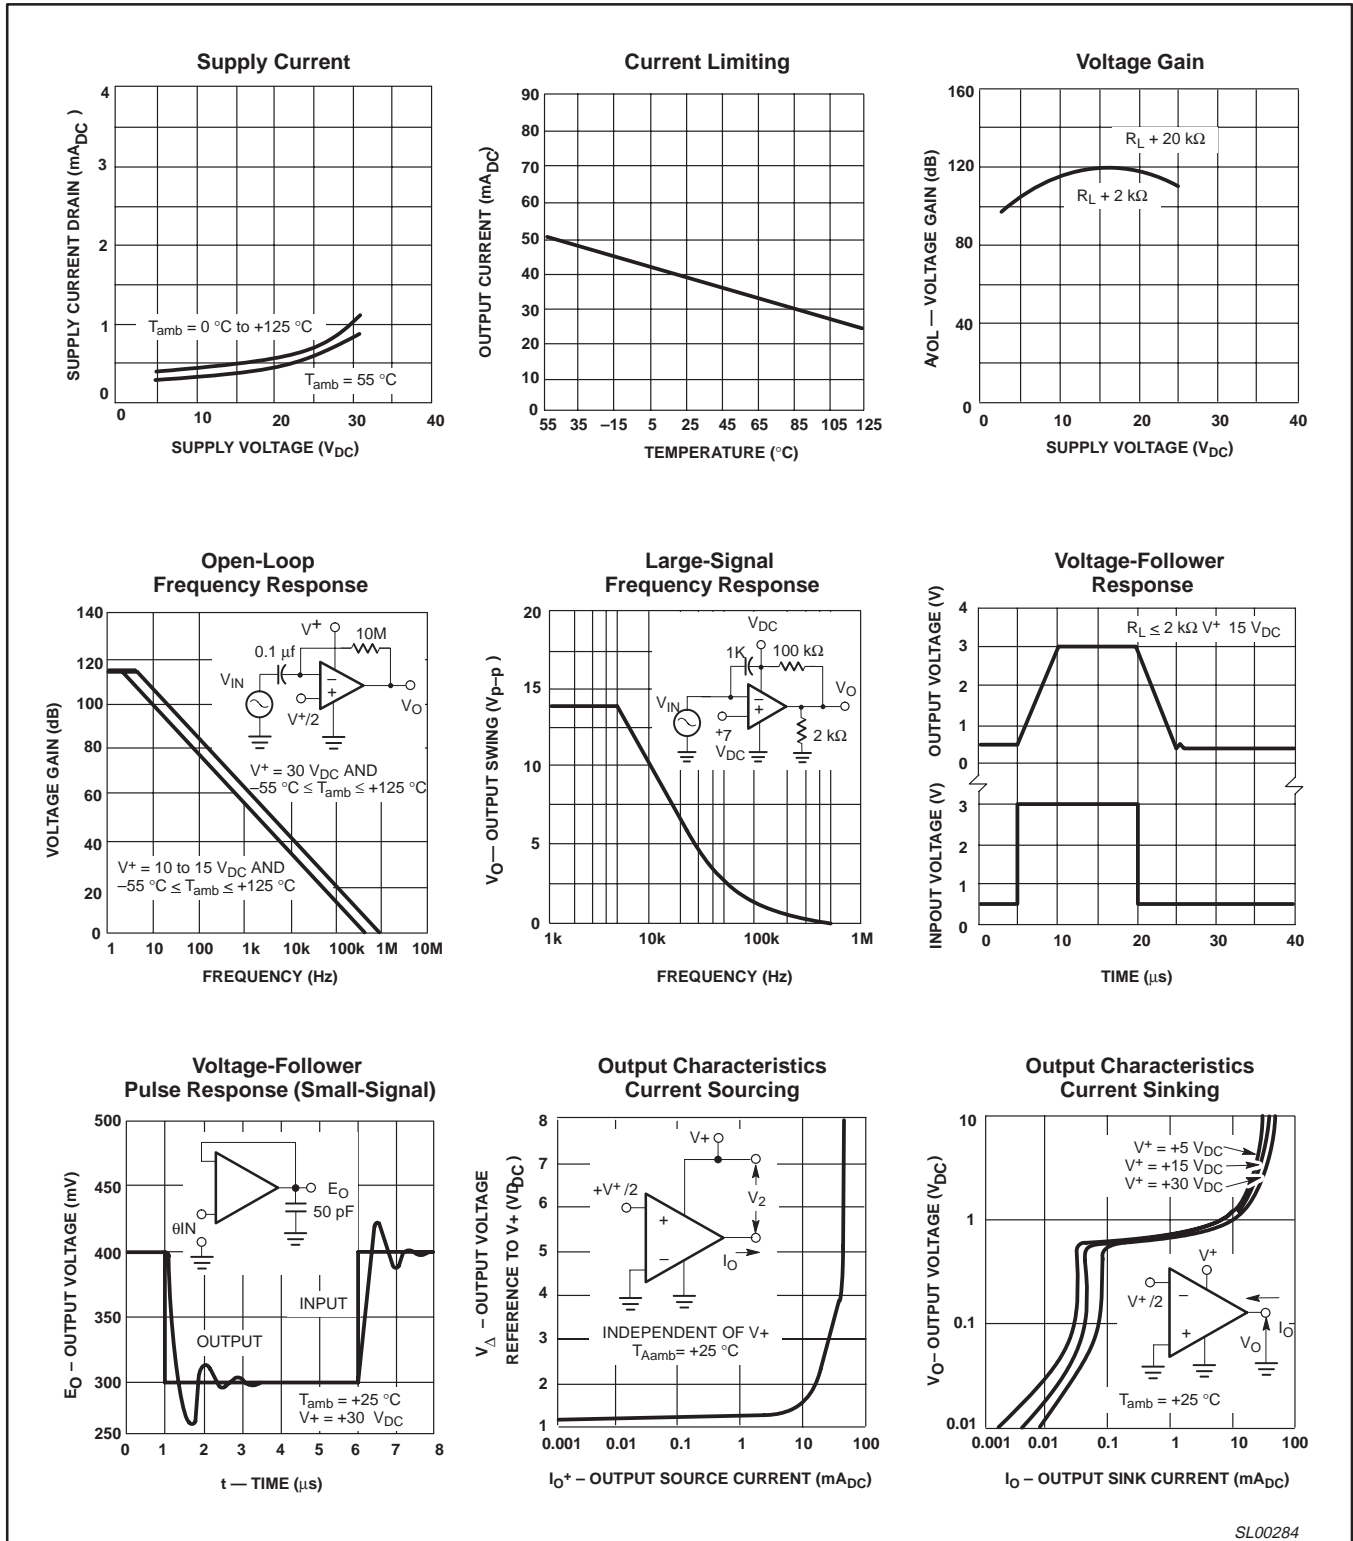 Supply Current
4
3
2
1
0
SUPPLY CURRENT DRAIN (mADC)
Tamb = 0 °C to +125 °C
Tamb = 55 °C
0 10 20 30 40
SUPPLY VOLTAGE (VDC)
Current Limiting
90
80
70
60
50
40
30
20
10
0
OUTPUT CURRENT (mADC)
55 35 –15 5 25 45 65 85 105 125
TEMPERATURE (°C)
Voltage Gain
160
120
80
40
0
AVOL — VOLTAGE GAIN (dB)
RL + 20 kΩ
RL + 2 kΩ
0 10 20 30 40
SUPPLY VOLTAGE (VDC)
Open-Loop
Frequency Response
140
120
100
80
60
40
20
0
VOLTAGE GAIN (dB)
V+
10M
0.1 µf
VIN
–
+
VO
V+/2
V+ = 30 VDC AND
–55 °C ≤ Tamb ≤ +125 °C
V+ = 10 to 15 VDC AND
–55 °C ≤ Tamb ≤ +125 °C
1 10 100 1k 10k 100k 1M 10M
FREQUENCY (Hz)
Large-Signal
Frequency Response
20
15
10
5
0
VO— OUTPUT SWING (Vp–p)
VDC
1K
100 kΩ
VIN
–
+
VO
+7
VDC
2 kΩ
1k 10k 100k 1M
FREQUENCY (Hz)
Voltage-Follower
Response
4
3
2
1
0
OUTPUT VOLTAGE (V)
RL ≤ 2 kΩ V+ 15 VDC
3
2
1
0
INPOUT VOLTAGE (V)
0 10 20 30 40
TIME (µs)
Voltage-Follower
Pulse Response (Small-Signal)
500
450
400
350
300
250
EO – OUTPUT VOLTAGE (mV)
EO
50 pF
θIN
INPUT
OUTPUT
Tamb = +25 °C
V+ = +30 VDC
0 1 2 3 4 5 6 7 8
t — TIME (µs)
Output Characteristics
Current Sourcing
8
7
6
5
4
3
2
1
V∆ – OUTPUT VOLTAGE
REFERENCE TO V+ (VDDC)
V+
+V+/2
+
–
V2
IO
INDEPENDENT OF V+
TAamb= +25 °C
0.001 0.01 0.1 1 10 100
IO+ – OUTPUT SOURCE CURRENT (mADC)
Output Characteristics
Current Sinking
10
1
0.1
0.01
VO– OUTPUT VOLTAGE (VDC)
V+ = +5 VDC
V+ = +15 VDC
V+ = +30 VDC
V+
V+/2
–
+
IO
VO
Tamb = +25 °C
0.001 0.01 0.1 1 10 100
IO – OUTPUT SINK CURRENT (mADC)
SL00284